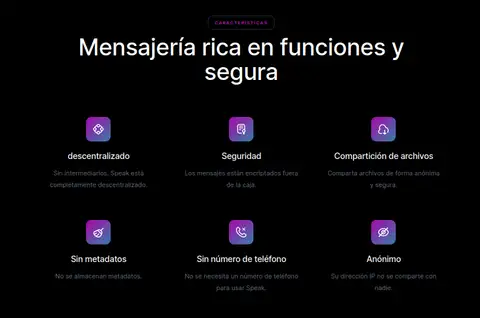 CARACTERÍSTICAS
Mensajería rica en funciones y
segura
descentralizado
Sin intermediarios, Speak está
completamente descentralizado.
Seguridad
Los mensajes están encriptados fuera
de la caja.
Compartición de archivos
Comparta archivos de forma anónima
y segura.
Sin metadatos
No se almacenan metadatos.
Sin número de teléfono
No se necesita un número de teléfono
para usar Speak.
Anónimo
Su dirección IP no se comparte con
nadie.